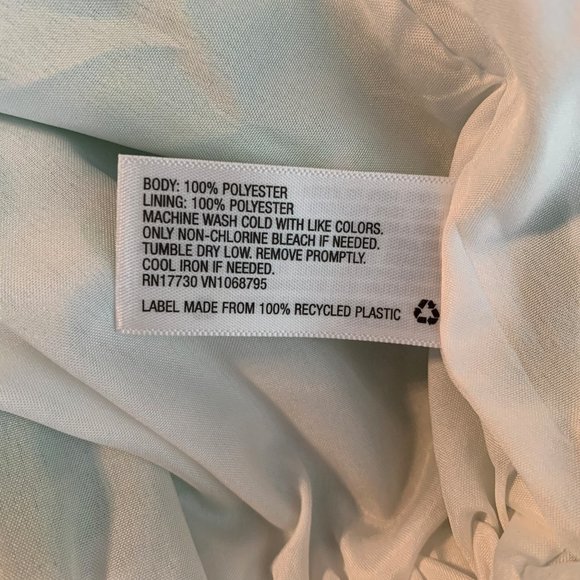 BODY: 100% POLYESTER
LINING: 100% POLYESTER
MACHINE WASH COLD WITH LIKE COLORS.
ONLY NON-CHLORINE BLEACH IF NEEDED.
TUMBLE DRY LOW. REMOVE PROMPTLY.
COOL IRON IF NEEDED.
RN17730 VN1068795
LABEL MADE FROM 100% RECYCLED PLASTIC